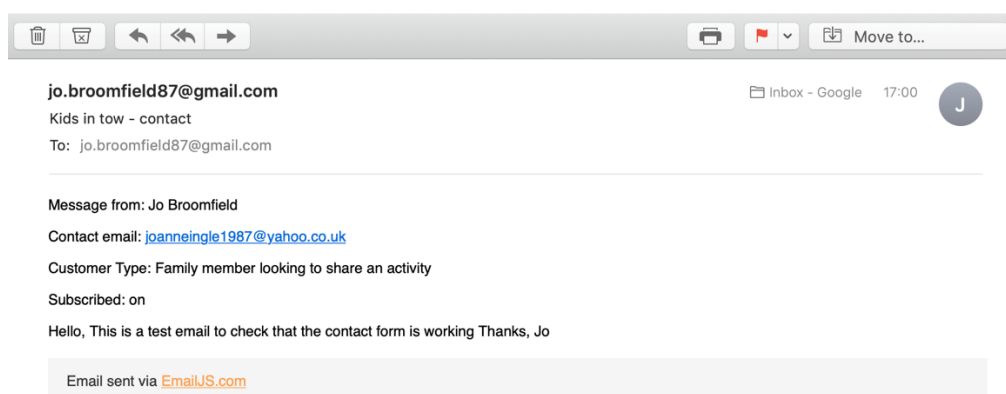 Move to...
jo.broomfield87@gmail.com
Inbox - Google 17:00
J
Kids in tow - contact
To: jo.broomfield87@gmail.com
Message from: Jo Broomfield
Contact email: joanneingle1987@yahoo.co.uk
Customer Type: Family member looking to share an activity
Subscribed: on
Hello, This is a test email to check that the contact form is working Thanks, Jo
Email sent via EmailJS.com